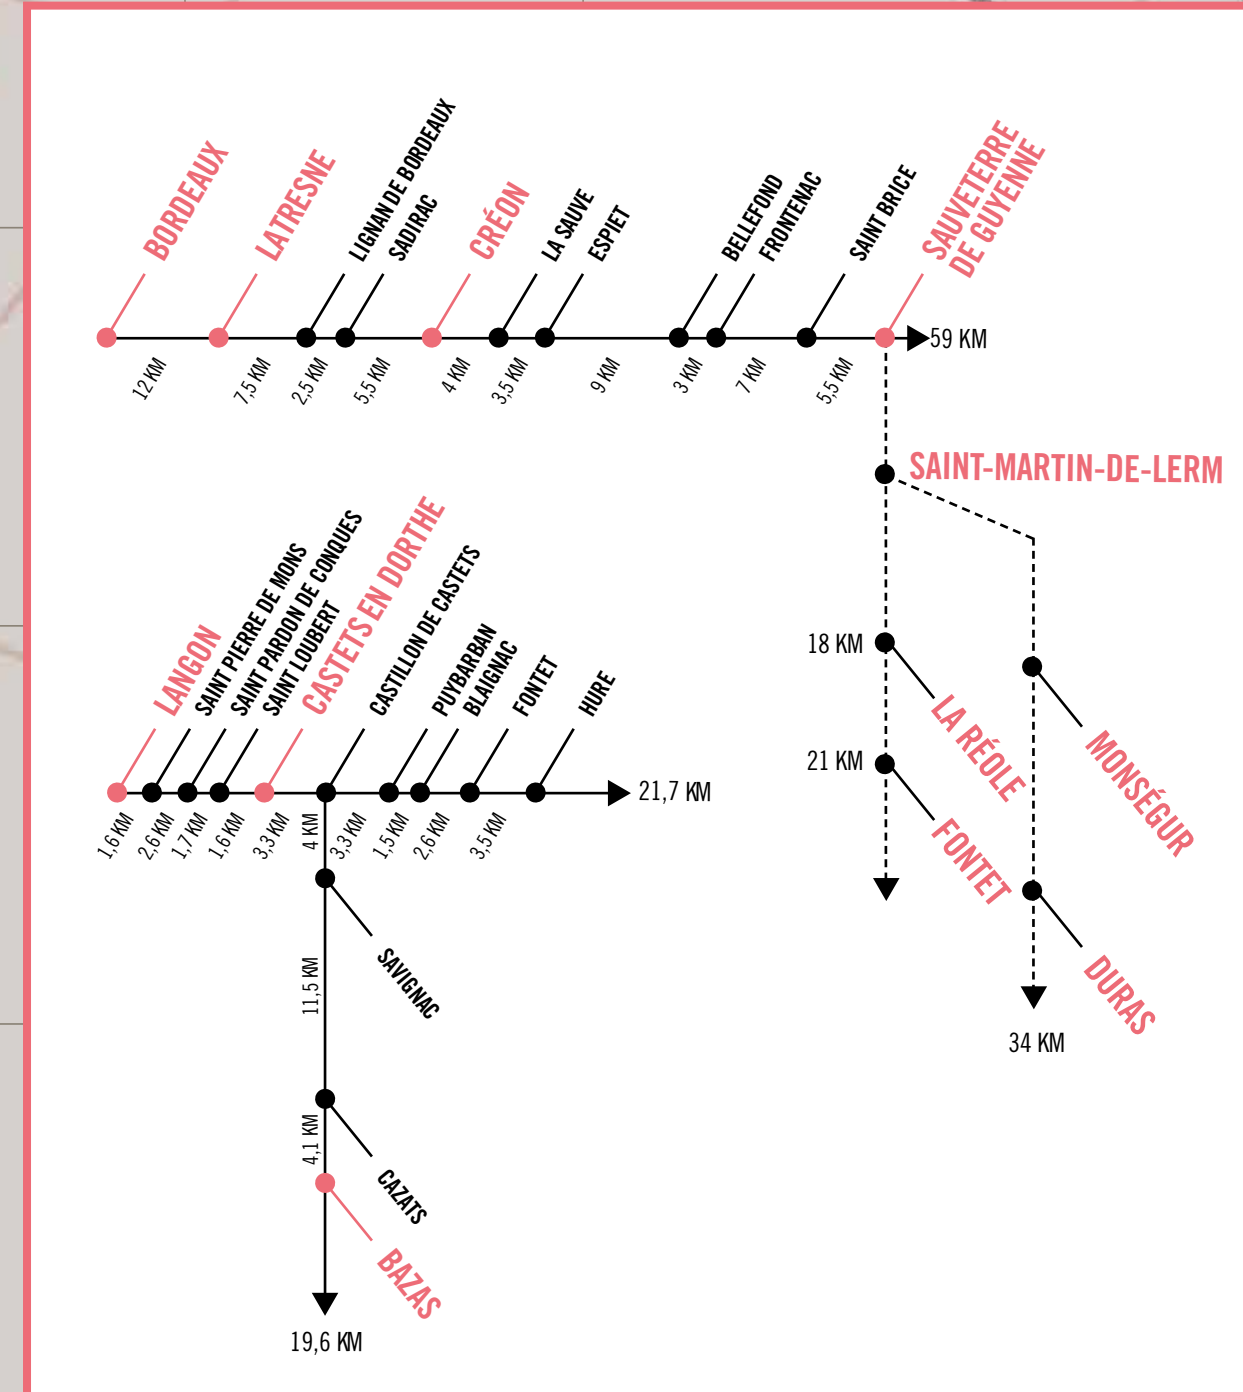 BORDEAUX
LATRESNE
LIGNAN DE BORDEAUX
SADIRAC
CRÉON
LA SAUVE
ESPIET
BELLEFOND
FRONTENAC
SAINT BRICE
SAUVETERRE
DE GUYENNE
59 KM
12 KM
7,5 KM
2,5 KM
5,5 KM
4 KM
3,5 KM
9 KM
3 KM
7 KM
5,5 KM
SAINT-MARTIN-DE-LERM
18 KM
LA RÉOLE
21 KM
FONTET
MONSÉGUR
DURAS
34 KM
LANGON
SAINT PIERRE DE MONS
SAINT PARDON DE CONQUES
SAINT LOUBERT
CASTETS EN DORTHE
CASTILLON DE CASTETS
PUYBARBAN
BLAIGNAC
FONTET
HURE
21,7 KM
1,6 KM
2,6 KM
1,7 KM
1,6 KM
3,3 KM
4 KM
3,3 KM
1,5 KM
2,6 KM
3,5 KM
SAVIGNAC
11,5 KM
CAZATS
4,1 KM
BAZAS
19,6 KM